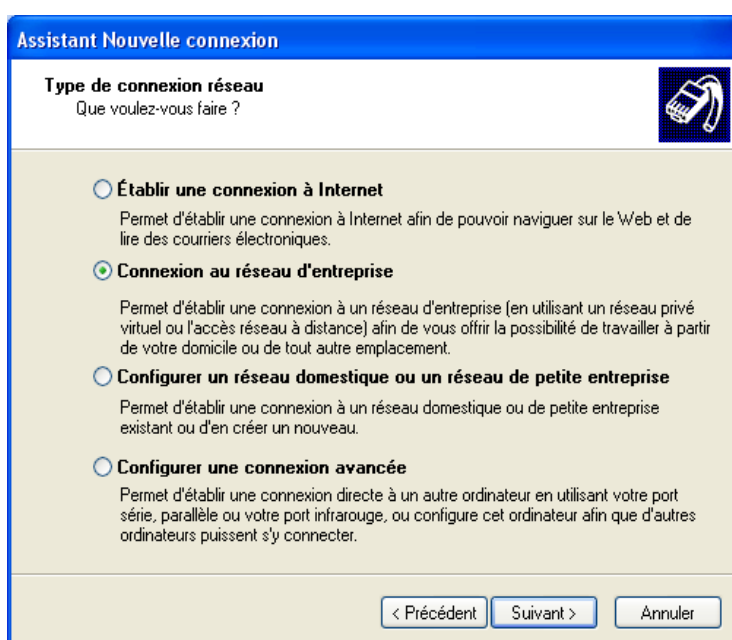 Assistant Nouvelle connexion
Type de connexion réseau
Que voulez-vous faire ?
Établir une connexion à Internet
Permet d'établir une connexion à Internet afin de pouvoir naviguer sur le Web et de
lire des courriers électroniques.
Connexion au réseau d'entreprise
Permet d'établir une connexion à un réseau d'entreprise (en utilisant un réseau privé
virtuel ou l'accès réseau à distance) afin de vous offrir la possibilité de travailler à partir
de votre domicile ou de tout autre emplacement.
Configurer un réseau domestique ou un réseau de petite entreprise
Permet d'établir une connexion à un réseau domestique ou de petite entreprise
existant ou d'en créer un nouveau.
Configurer une connexion avancée
Permet d'établir une connexion directe à un autre ordinateur en utilisant votre port
série, parallèle ou votre port infrarouge, ou configure cet ordinateur afin que d'autres
ordinateurs puissent s'y connecter.
< Précédent Suivant > Annuler